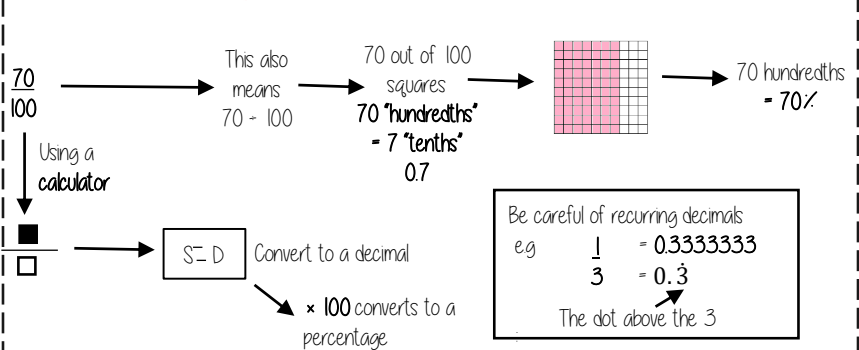 70
100
This also
means
70 ÷ 100
70 out of 100
squares
70 "hundredths"
= 7 "tenths"
0.7
70 hundredths
= 70%
Using a
calculator
S⇔D
Convert to a decimal
× 100 converts to a
percentage
Be careful of recurring decimals
e.g 1/3 = 0.3333333
= 0.3̇
The dot above the 3